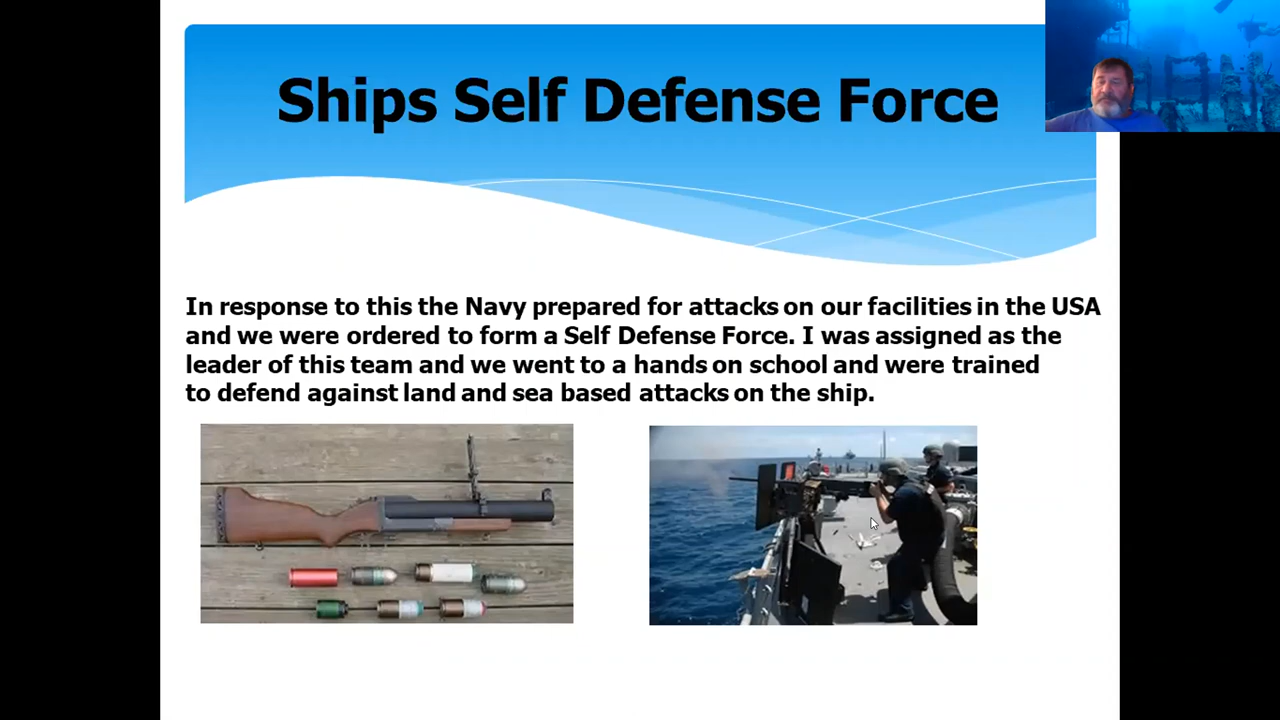 Ships Self Defense Force
In response to this the Navy prepared for attacks on our facilities in the USA
and we were ordered to form a Self Defense Force. I was assigned as the
leader of this team and we went to a hands on school and were trained
to defend against land and sea based attacks on the ship.